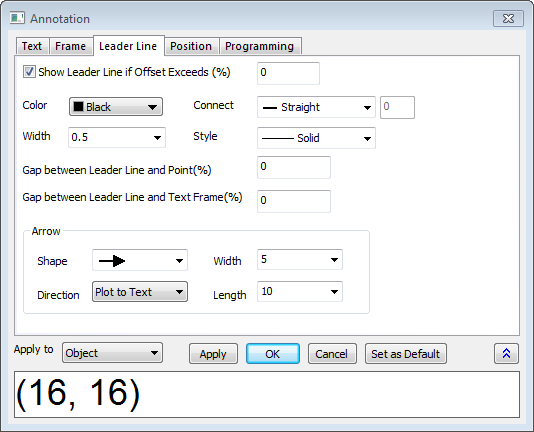 Annotation
Text Frame Leader Line Position Programming
Show Leader Line if Offset Exceeds (%) 0
Color Black Connect Straight 0
Width 0.5 Style Solid
Gap between Leader Line and Point(%) 0
Gap between Leader Line and Text Frame(%) 0
Arrow
Shape Width 5
Direction Plot to Text Length 10
Apply to Object Apply OK Cancel Set as Default
(16, 16)